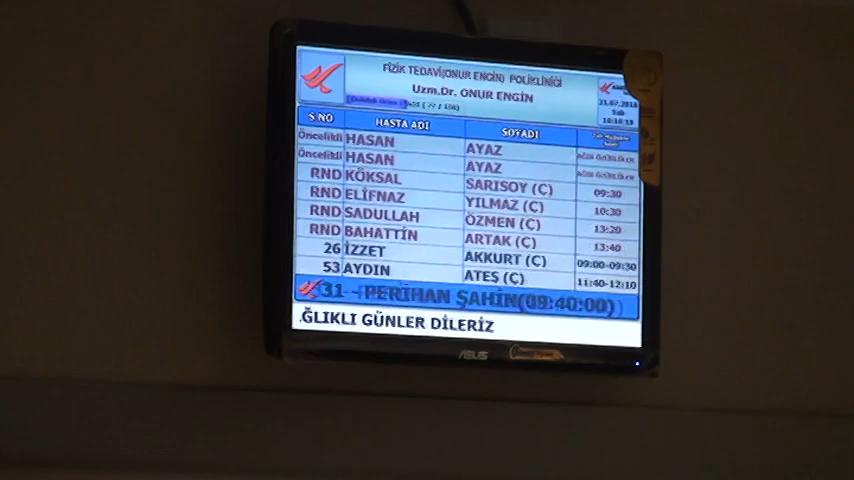 FİZİK TEDAVİ(ONUR ENGİN) POLİKLİNİĞİ
Uzm.Dr. ONUR ENGİN
S.NO HASTA ADI SOYADI
Öncelikli HASAN AYAZ
Öncelikli HASAN AYAZ
RND KÖKSAL SARISOY (C) 09:30
RND ELİFNAZ YILMAZ (Ç) 10:30
RND SADULLAH ÖZMEN (Ç) 13:20
RND BAHATTİN ARTAK (C) 13:40
26 İZZET AKKURT (Ç) 09:00-09:30
53 AYDIN ATEŞ (Ç) 11:40-12:10
31 - PERİHAN ŞAHİN(09:40:00)
ĞLIKLI GÜNLER DİLERİZ
ASUS